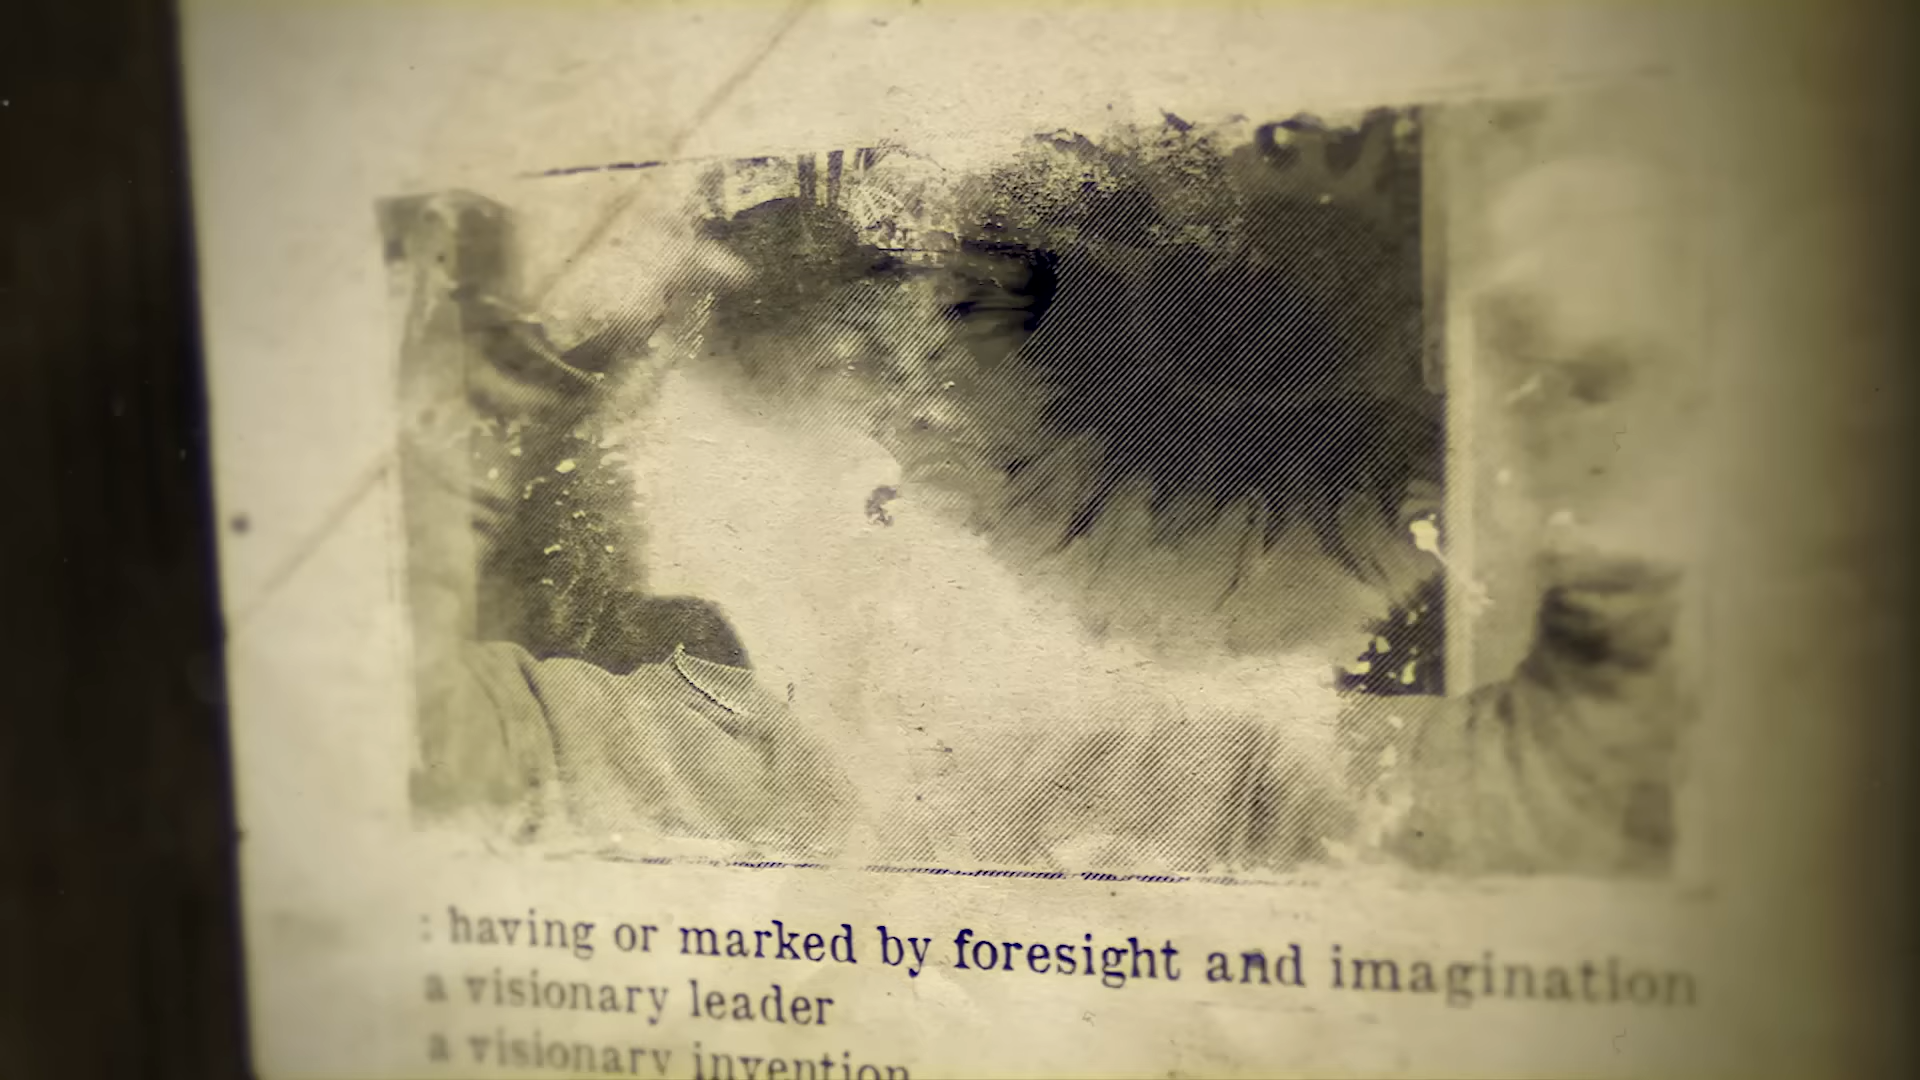 : having or marked by foresight and imagination
a visionary leader
a visionary invention